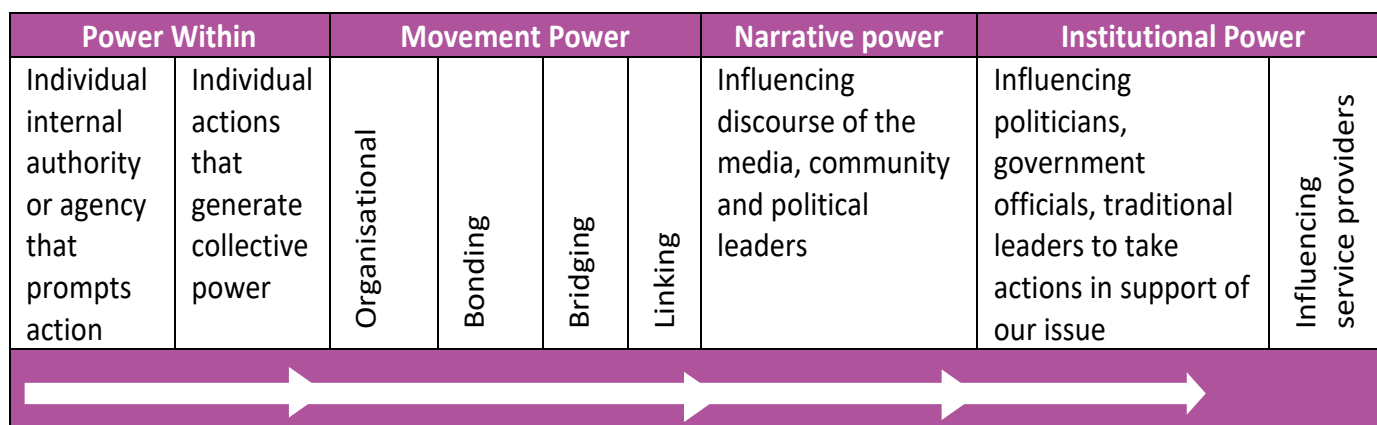 Power Within
Movement Power
Narrative power
Institutional Power
Individual
internal
authority
or agency
that
prompts
action
Individual
actions
that
generate
collective
power
Organisational
Bonding
Bridging
Linking
Influencing
discourse of the
media, community
and political
leaders
Influencing
politicians,
government
officials, traditional
leaders to take
actions in support of
our issue
Influencing
service providers